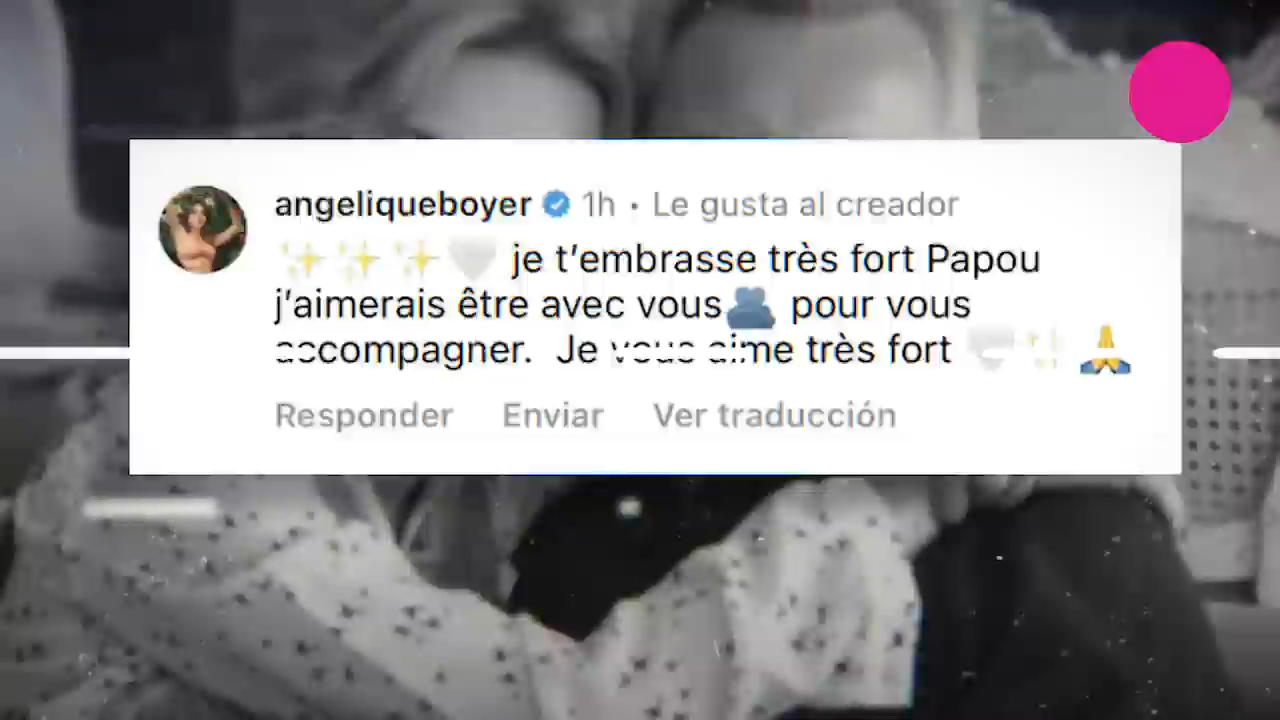 angeliqueboyer 1h · Le gusta al creador
✨✨✨🤍 je t'embrasse très fort Papou
j'aimerais être avec vous🫂 pour vous
accompagner. Je vous aime très fort 🤍✨🙏
Responder Enviar Ver traducción